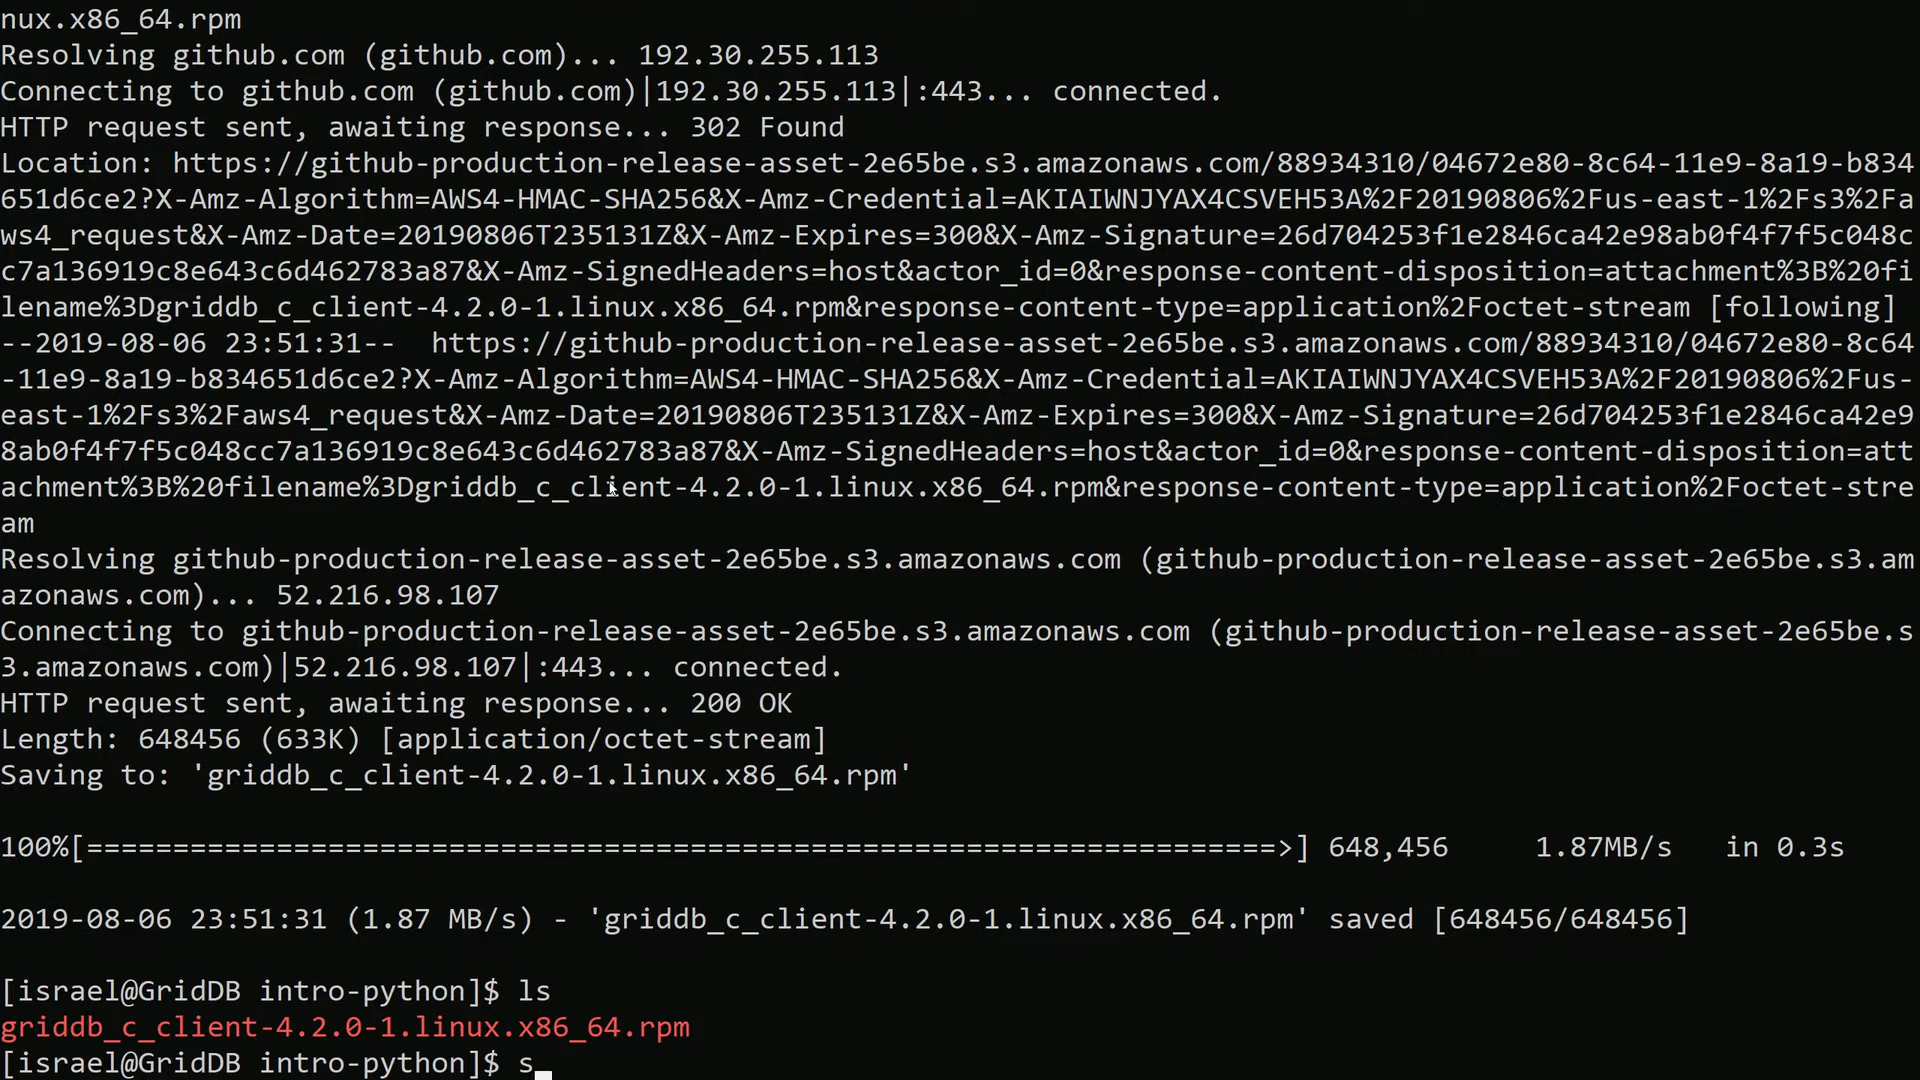 nux.x86_64.rpm
Resolving github.com (github.com)... 192.30.255.113
Connecting to github.com (github.com)|192.30.255.113|:443... connected.
HTTP request sent, awaiting response... 302 Found
Location: https://github-production-release-asset-2e65be.s3.amazonaws.com/88934310/04672e80-8c64-11e9-8a19-b834
651d6ce2?X-Amz-Algorithm=AWS4-HMAC-SHA256&X-Amz-Credential=AKIAIWNJYAX4CSVEH53A%2F20190806%2Fus-east-1%2Fs3%2Fa
ws4_request&X-Amz-Date=20190806T235131Z&X-Amz-Expires=300&X-Amz-Signature=26d704253f1e2846ca42e98ab0f4f7f5c048c
c7a136919c8e643c6d462783a87&X-Amz-SignedHeaders=host&actor_id=0&response-content-disposition=attachment%3B%20fi
lename%3Dgriddb_c_client-4.2.0-1.linux.x86_64.rpm&response-content-type=application%2Foctet-stream [following]
--2019-08-06 23:51:31--  https://github-production-release-asset-2e65be.s3.amazonaws.com/88934310/04672e80-8c64
-11e9-8a19-b834651d6ce2?X-Amz-Algorithm=AWS4-HMAC-SHA256&X-Amz-Credential=AKIAIWNJYAX4CSVEH53A%2F20190806%2Fus-
east-1%2Fs3%2Faws4_request&X-Amz-Date=20190806T235131Z&X-Amz-Expires=300&X-Amz-Signature=26d704253f1e2846ca42e9
8ab0f4f7f5c048cc7a136919c8e643c6d462783a87&X-Amz-SignedHeaders=host&actor_id=0&response-content-disposition=att
achment%3B%20filename%3Dgriddb_c_client-4.2.0-1.linux.x86_64.rpm&response-content-type=application%2Foctet-stre
am
Resolving github-production-release-asset-2e65be.s3.amazonaws.com (github-production-release-asset-2e65be.s3.am
azonaws.com)... 52.216.98.107
Connecting to github-production-release-asset-2e65be.s3.amazonaws.com (github-production-release-asset-2e65be.s
3.amazonaws.com)|52.216.98.107|:443... connected.
HTTP request sent, awaiting response... 200 OK
Length: 648456 (633K) [application/octet-stream]
Saving to: 'griddb_c_client-4.2.0-1.linux.x86_64.rpm'
100%[=====================================================================>] 648,456     1.87MB/s   in 0.3s
2019-08-06 23:51:31 (1.87 MB/s) - 'griddb_c_client-4.2.0-1.linux.x86_64.rpm' saved [648456/648456]
[israel@GridDB intro-python]$ ls
griddb_c_client-4.2.0-1.linux.x86_64.rpm
[israel@GridDB intro-python]$ s